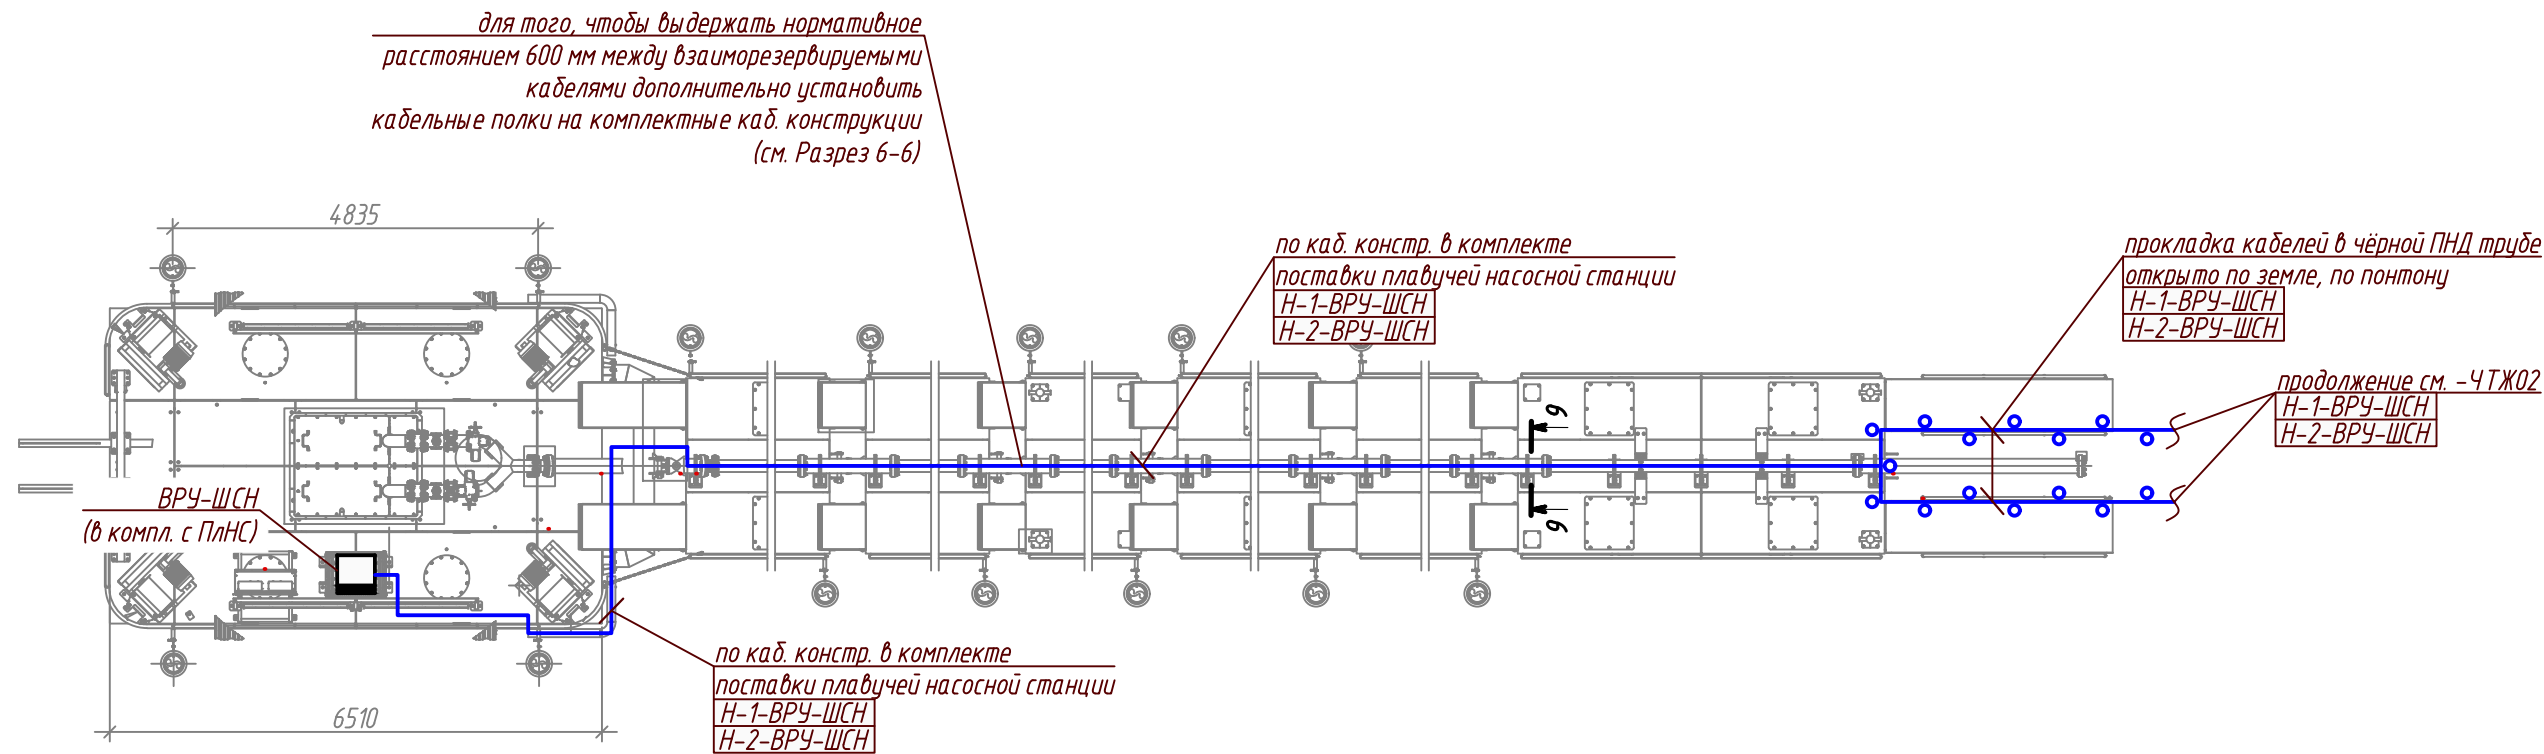 для того, чтобы выдержать нормативное
расстоянием 600 мм между взаиморезервируемыми
кабелями дополнительно установить
кабельные полки на комплектные каб. конструкции
(см. Разрез 6-6)
4835
по каб. констр. в комплекте
поставки плавучей насосной станции
Н-1-ВРУ-ШСН
Н-2-ВРУ-ШСН
прокладка кабелей в чёрной ПНД трубе
открыто по земле, по понтону
Н-1-ВРУ-ШСН
Н-2-ВРУ-ШСН
продолжение см. -ЧТЖ02
Н-1-ВРУ-ШСН
Н-2-ВРУ-ШСН
6
6
ВРУ-ШСН
(в компл. с ПлНС)
по каб. констр. в комплекте
поставки плавучей насосной станции
Н-1-ВРУ-ШСН
Н-2-ВРУ-ШСН
6510